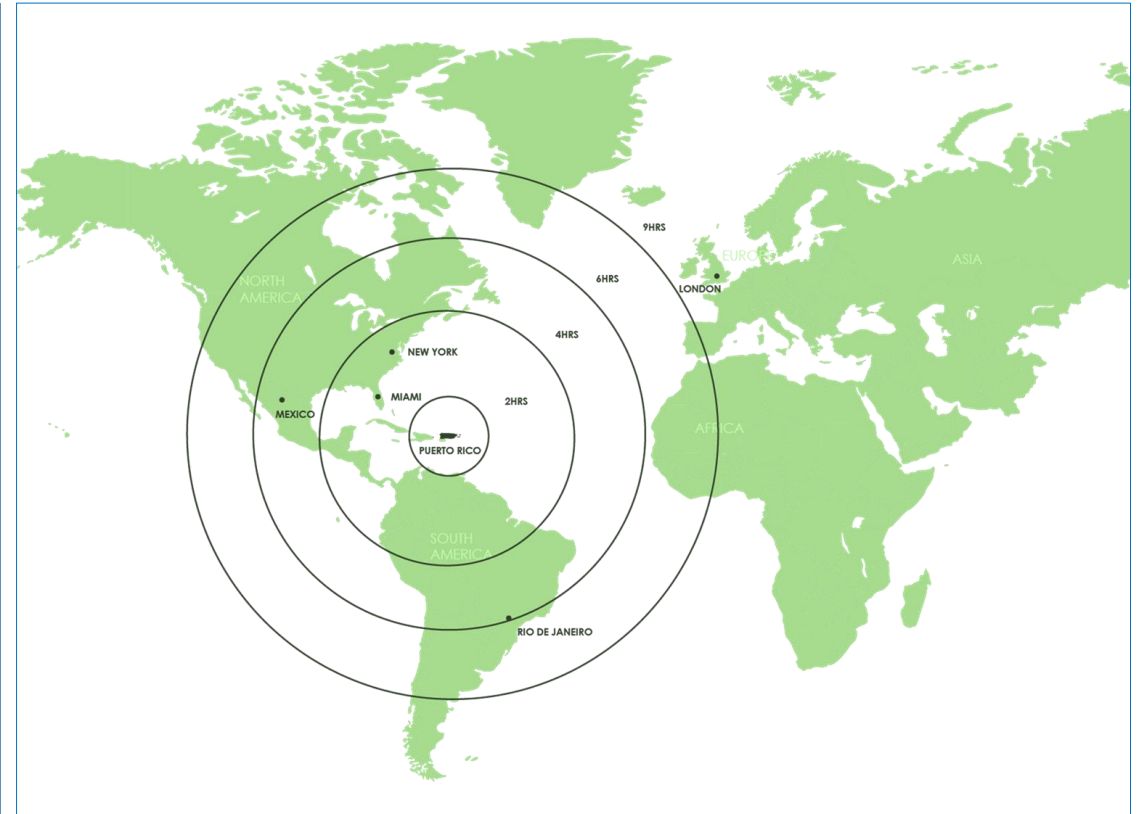 9HRS
EUROPE
ASIA
NORTH
AMERICA
6HRS
LONDON
4HRS
NEW YORK
MIAMI
2HRS
MEXICO
AFRICA
PUERTO RICO
SOUTH
AMERICA
RIO DE JANEIRO